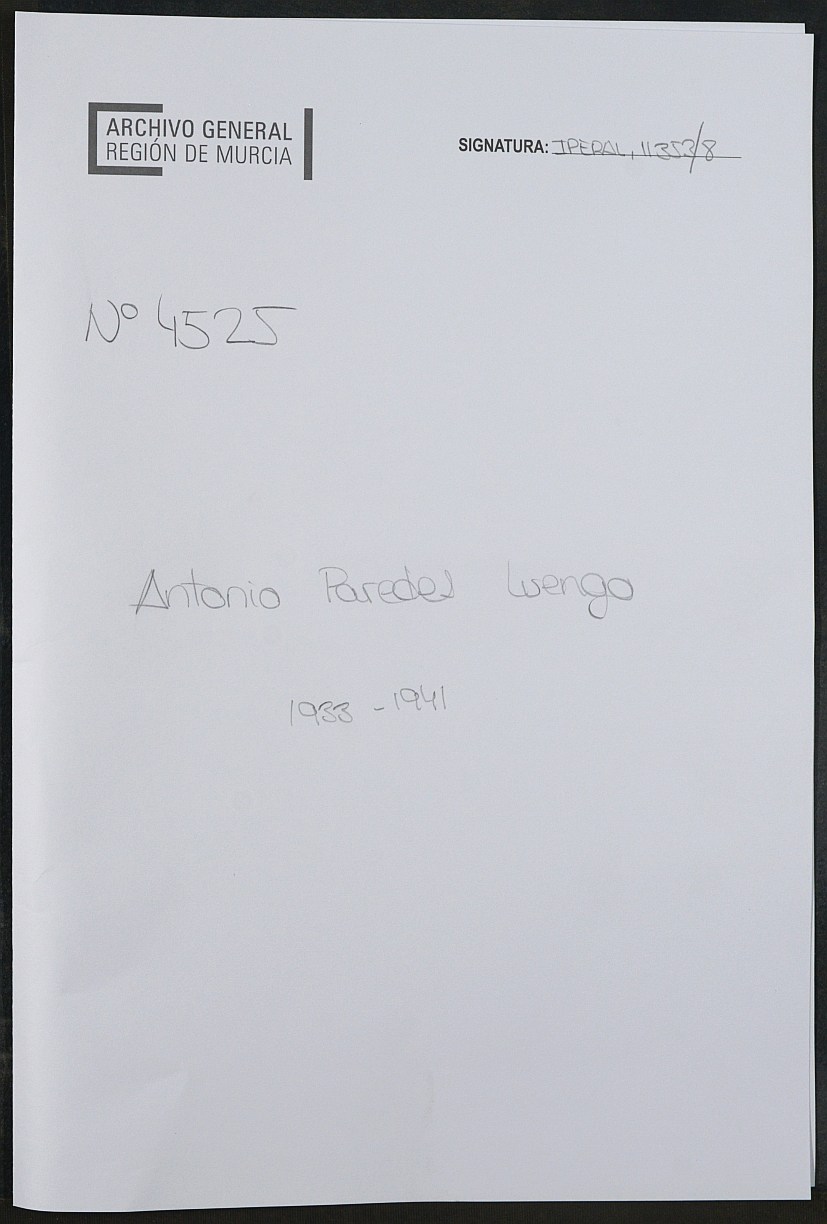 ARCHIVO GENERAL
REGIÓN DE MURCIA
SIGNATURA: IPERAL, 11353/8
Nº 4525
Antonio Paredes Luengo
1933 - 1941